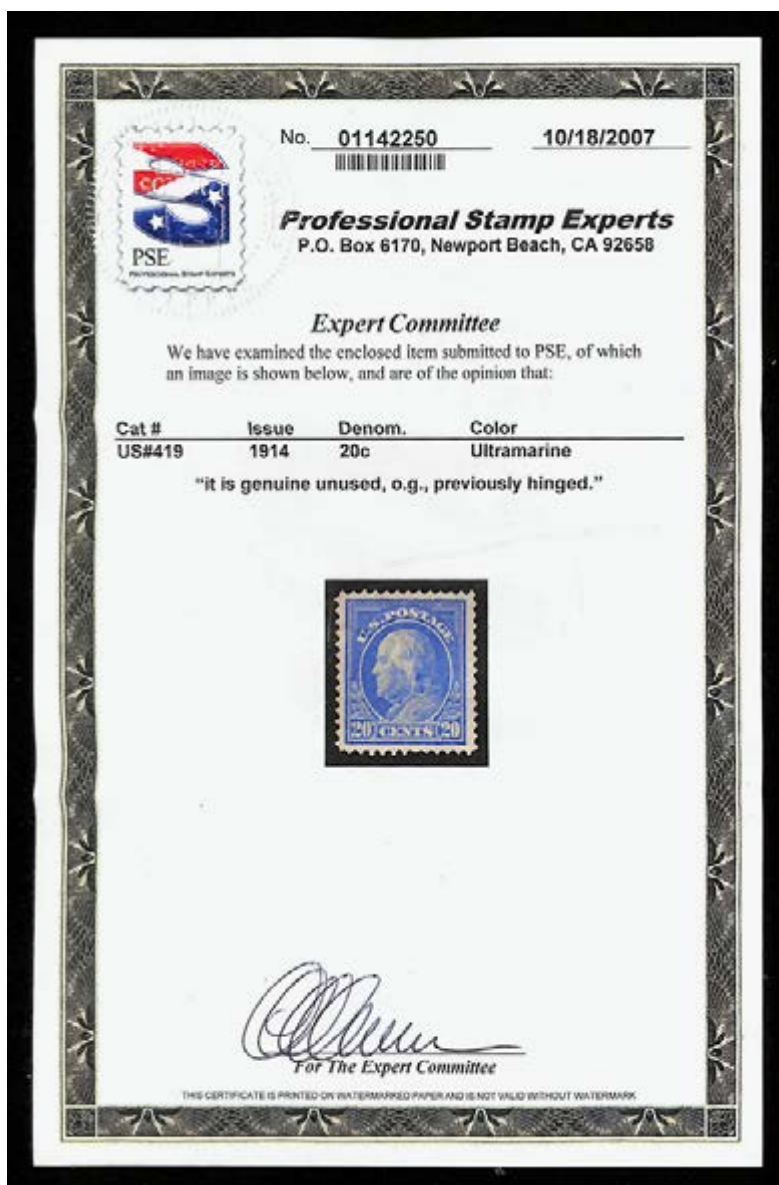 No. 01142250 10/18/2007
PSE
PROFESSIONAL STAMP EXPERTS
Professional Stamp Experts
P.O. Box 6170, Newport Beach, CA 92658
Expert Committee
We have examined the enclosed item submitted to PSE, of which
an image is shown below, and are of the opinion that:
Cat # Issue Denom. Color
US#419 1914 20c Ultramarine
“it is genuine unused, o.g., previously hinged.”
U.S. POSTAGE
20 CENTS 20
For The Expert Committee
THIS CERTIFICATE IS PRINTED ON WATERMARKED PAPER AND IS NOT VALID WITHOUT WATERMARK